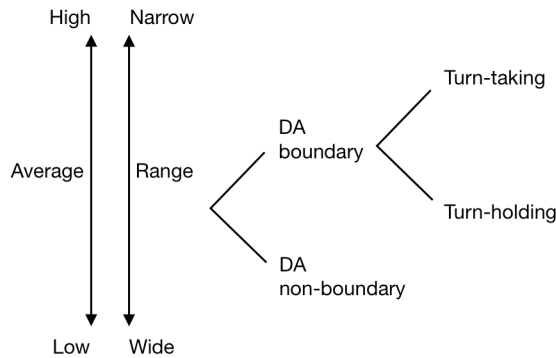 High Narrow
Turn-taking
DA
boundary
Average Range
Turn-holding
DA
non-boundary
Low Wide